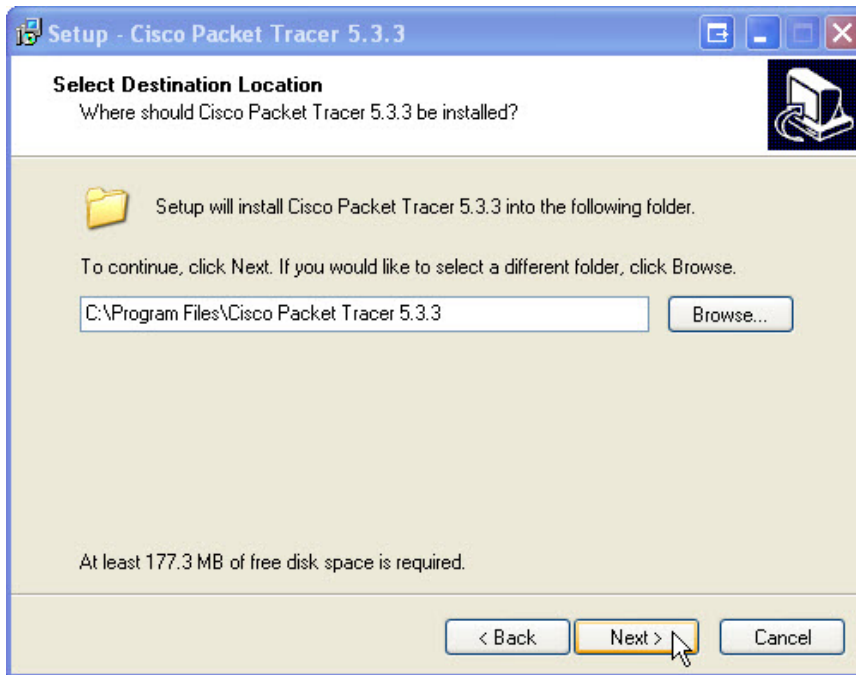 Setup - Cisco Packet Tracer 5.3.3
Select Destination Location
Where should Cisco Packet Tracer 5.3.3 be installed?
Setup will install Cisco Packet Tracer 5.3.3 into the following folder.
To continue, click Next. If you would like to select a different folder, click Browse.
C:\Program Files\Cisco Packet Tracer 5.3.3
Browse...
At least 177.3 MB of free disk space is required.
< Back
Next >
Cancel